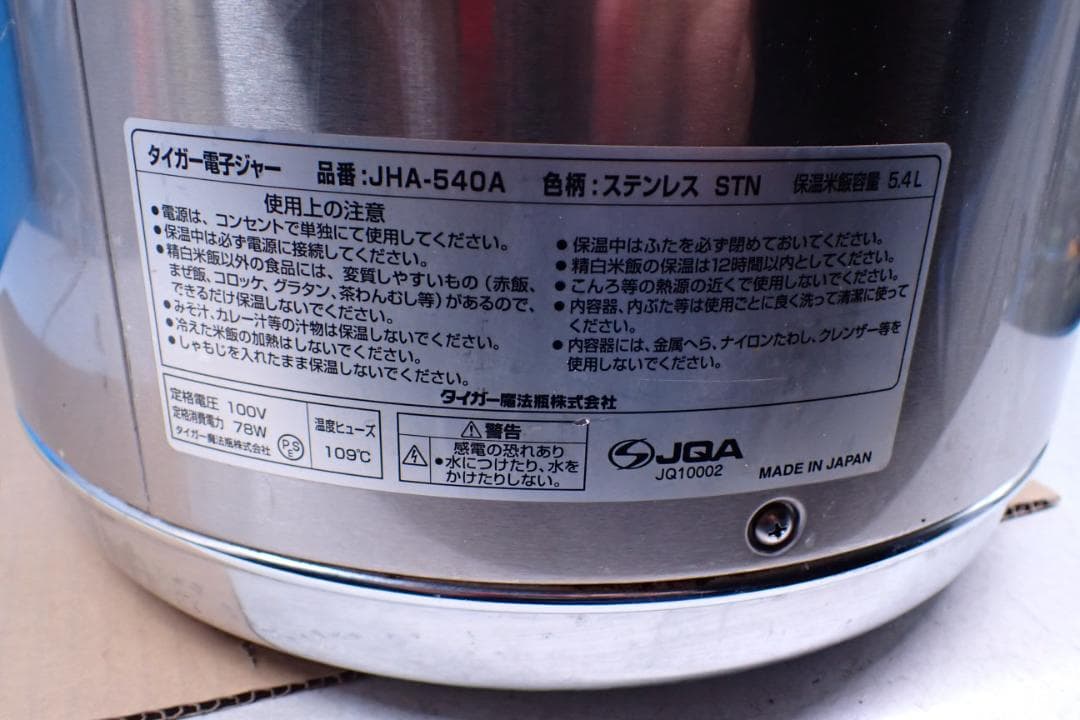 タイガー電子ジャー 品番:JHA-540A 色柄:ステンレス STN 保温米飯容量 5.4L
使用上の注意
●電源は、コンセントで単独にて使用してください。
●保温中は必ず電源に接続してください。
●精白米飯以外の食品には、変質しやすいもの(赤飯、
まぜ飯、コロッケ、グラタン、茶わんむし等)があるので、
できるだけ保温しないでください。
●みそ汁、カレー汁等の汁物は保温しないでください。
●冷えた米飯の加熱はしないでください。
●しゃもじを入れたまま保温しないでください。
●保温中はふたを必ず閉めておいてください。
●精白米飯の保温は12時間以内としてください。
●こんろ等の熱源の近くで使用しないでください。
●内容器、内ぶた等は使用ごとに良く洗って清潔に使って
ください。
●内容器には、金属へら、ナイロンたわし、クレンザー等を
使用しないでください。
タイガー魔法瓶株式会社
定格電圧 100V
定格消費電力 78W
タイガー魔法瓶株式会社
PSE
温度ヒューズ
109℃
警告
感電の恐れあり
●水につけたり、水を
かけたりしない。
JQA
JQ10002
MADE IN JAPAN